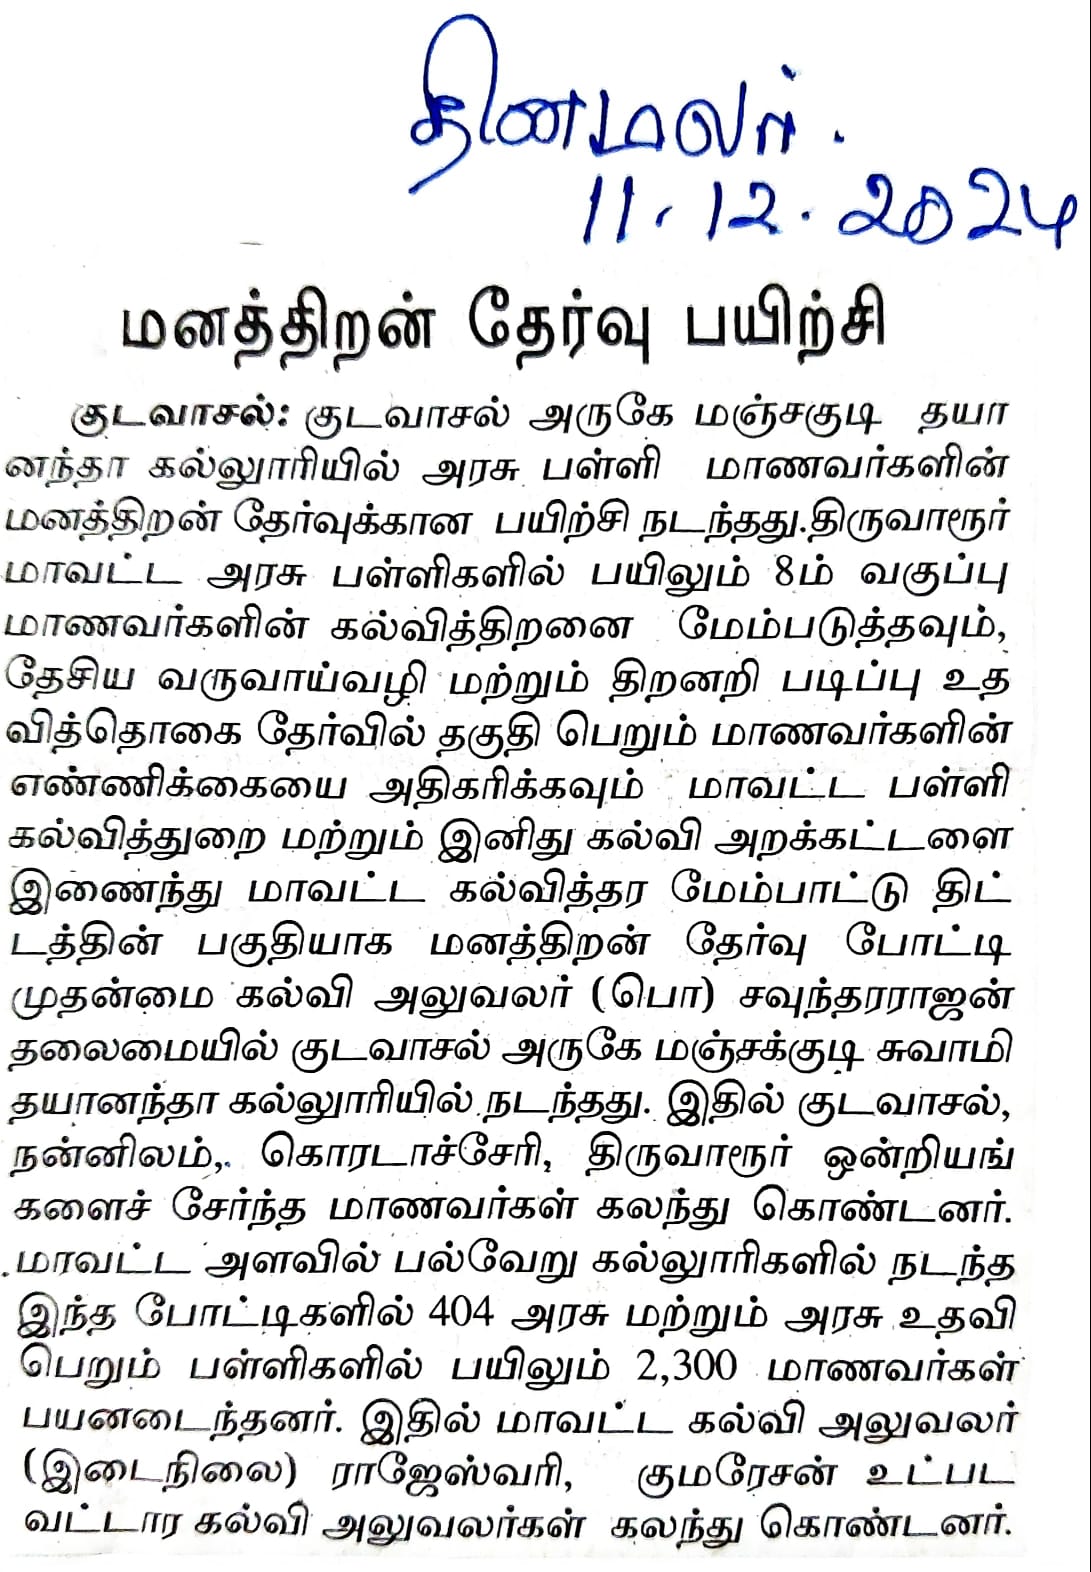 தினமலர்.
11.12.2024
மனத்திறன் தேர்வு பயிற்சி
குடவாசல்: குடவாசல் அருகே மஞ்சகுடி தயா
னந்தா கல்லூரியில் அரசு பள்ளி மாணவர்களின்
மனத்திறன் தேர்வுக்கான பயிற்சி நடந்தது.திருவாரூர்
மாவட்ட அரசு பள்ளிகளில் பயிலும் 8ம் வகுப்பு
மாணவர்களின் கல்வித்திறனை மேம்படுத்தவும்,
தேசிய வருவாய்வழி மற்றும் திறனறி படிப்பு உத
வித்தொகை தேர்வில் தகுதி பெறும் மாணவர்களின்
எண்ணிக்கையை அதிகரிக்கவும் மாவட்ட பள்ளி
கல்வித்துறை மற்றும் இனிது கல்வி அறக்கட்டளை
இணைந்து மாவட்ட கல்வித்தர மேம்பாட்டு திட்
டத்தின் பகுதியாக மனத்திறன் தேர்வு போட்டி
முதன்மை கல்வி அலுவலர் (பொ) சவுந்தரராஜன்
தலைமையில் குடவாசல் அருகே மஞ்சக்குடி சுவாமி
தயானந்தா கல்லூரியில் நடந்தது. இதில் குடவாசல்,
நன்னிலம், கொரடாச்சேரி, திருவாரூர் ஒன்றியங்
களைச் சேர்ந்த மாணவர்கள் கலந்து கொண்டனர்.
மாவட்ட அளவில் பல்வேறு கல்லூரிகளில் நடந்த
இந்த போட்டிகளில் 404 அரசு மற்றும் அரசு உதவி
பெறும் பள்ளிகளில் பயிலும் 2,300 மாணவர்கள்
பயனடைந்தனர். இதில் மாவட்ட கல்வி அலுவலர்
(இடைநிலை) ராஜேஸ்வரி, குமரேசன் உட்பட
வட்டார கல்வி அலுவலர்கள் கலந்து கொண்டனர்.